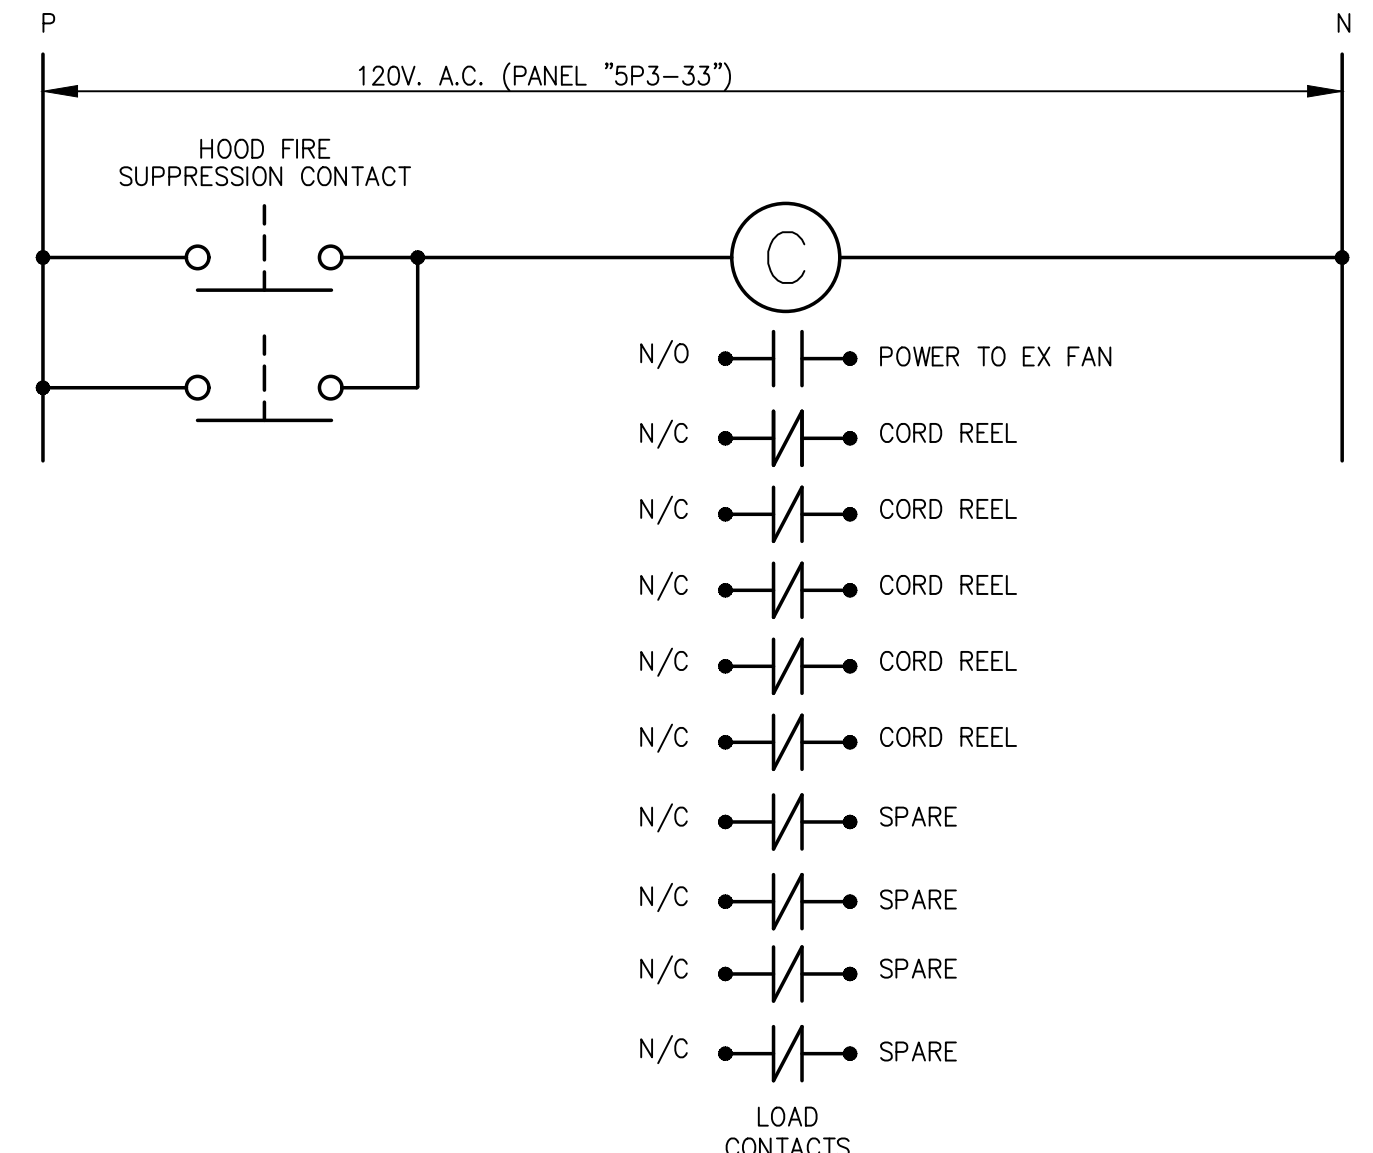 P
N
120V. A.C. (PANEL "5P3-33")
HOOD FIRE
SUPPRESSION CONTACT
C
N/O POWER TO EX FAN
N/C CORD REEL
N/C CORD REEL
N/C CORD REEL
N/C CORD REEL
N/C CORD REEL
N/C SPARE
N/C SPARE
N/C SPARE
N/C SPARE
LOAD
CONTACTS